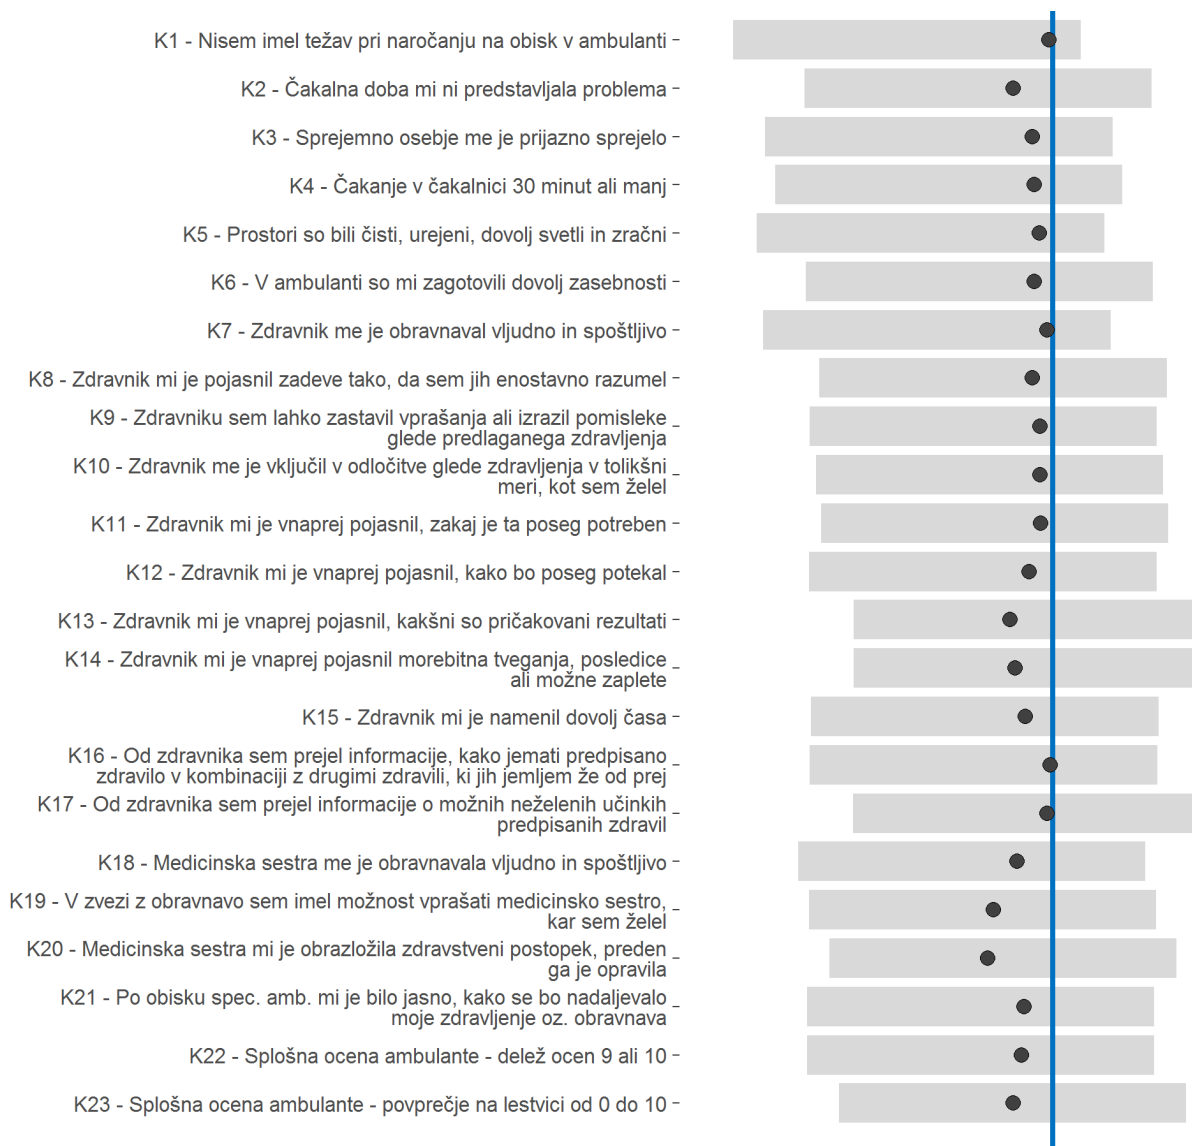 K1 - Nisem imel težav pri naročanju na obisk v ambulanti
K2 - Čakalna doba mi ni predstavljala problema
K3 - Sprejemno osebje me je prijazno sprejelo
K4 - Čakanje v čakalnici 30 minut ali manj
K5 - Prostori so bili čisti, urejeni, dovolj svetli in zračni
K6 - V ambulanti so mi zagotovili dovolj zasebnosti
K7 - Zdravnik me je obravnaval vljudno in spoštljivo
K8 - Zdravnik mi je pojasnil zadeve tako, da sem jih enostavno razumel
K9 - Zdravniku sem lahko zastavil vprašanja ali izrazil pomisleke
glede predlaganega zdravljenja
K10 - Zdravnik me je vključil v odločitve glede zdravljenja v tolikšni
meri, kot sem želel
K11 - Zdravnik mi je vnaprej pojasnil, zakaj je ta poseg potreben
K12 - Zdravnik mi je vnaprej pojasnil, kako bo poseg potekal
K13 - Zdravnik mi je vnaprej pojasnil, kakšni so pričakovani rezultati
K14 - Zdravnik mi je vnaprej pojasnil morebitna tveganja, posledice
ali možne zaplete
K15 - Zdravnik mi je namenil dovolj časa
K16 - Od zdravnika sem prejel informacije, kako jemati predpisano
zdravilo v kombinaciji z drugimi zdravili, ki jih jemljem že od prej
K17 - Od zdravnika sem prejel informacije o možnih neželenih učinkih
predpisanih zdravil
K18 - Medicinska sestra me je obravnavala vljudno in spoštljivo
K19 - V zvezi z obravnavo sem imel možnost vprašati medicinsko sestro,
kar sem želel
K20 - Medicinska sestra mi je obrazložila zdravstveni postopek, preden
ga je opravila
K21 - Po obisku spec. amb. mi je bilo jasno, kako se bo nadaljevalo
moje zdravljenje oz. obravnava
K22 - Splošna ocena ambulante - delež ocen 9 ali 10
K23 - Splošna ocena ambulante - povprečje na lestvici od 0 do 10